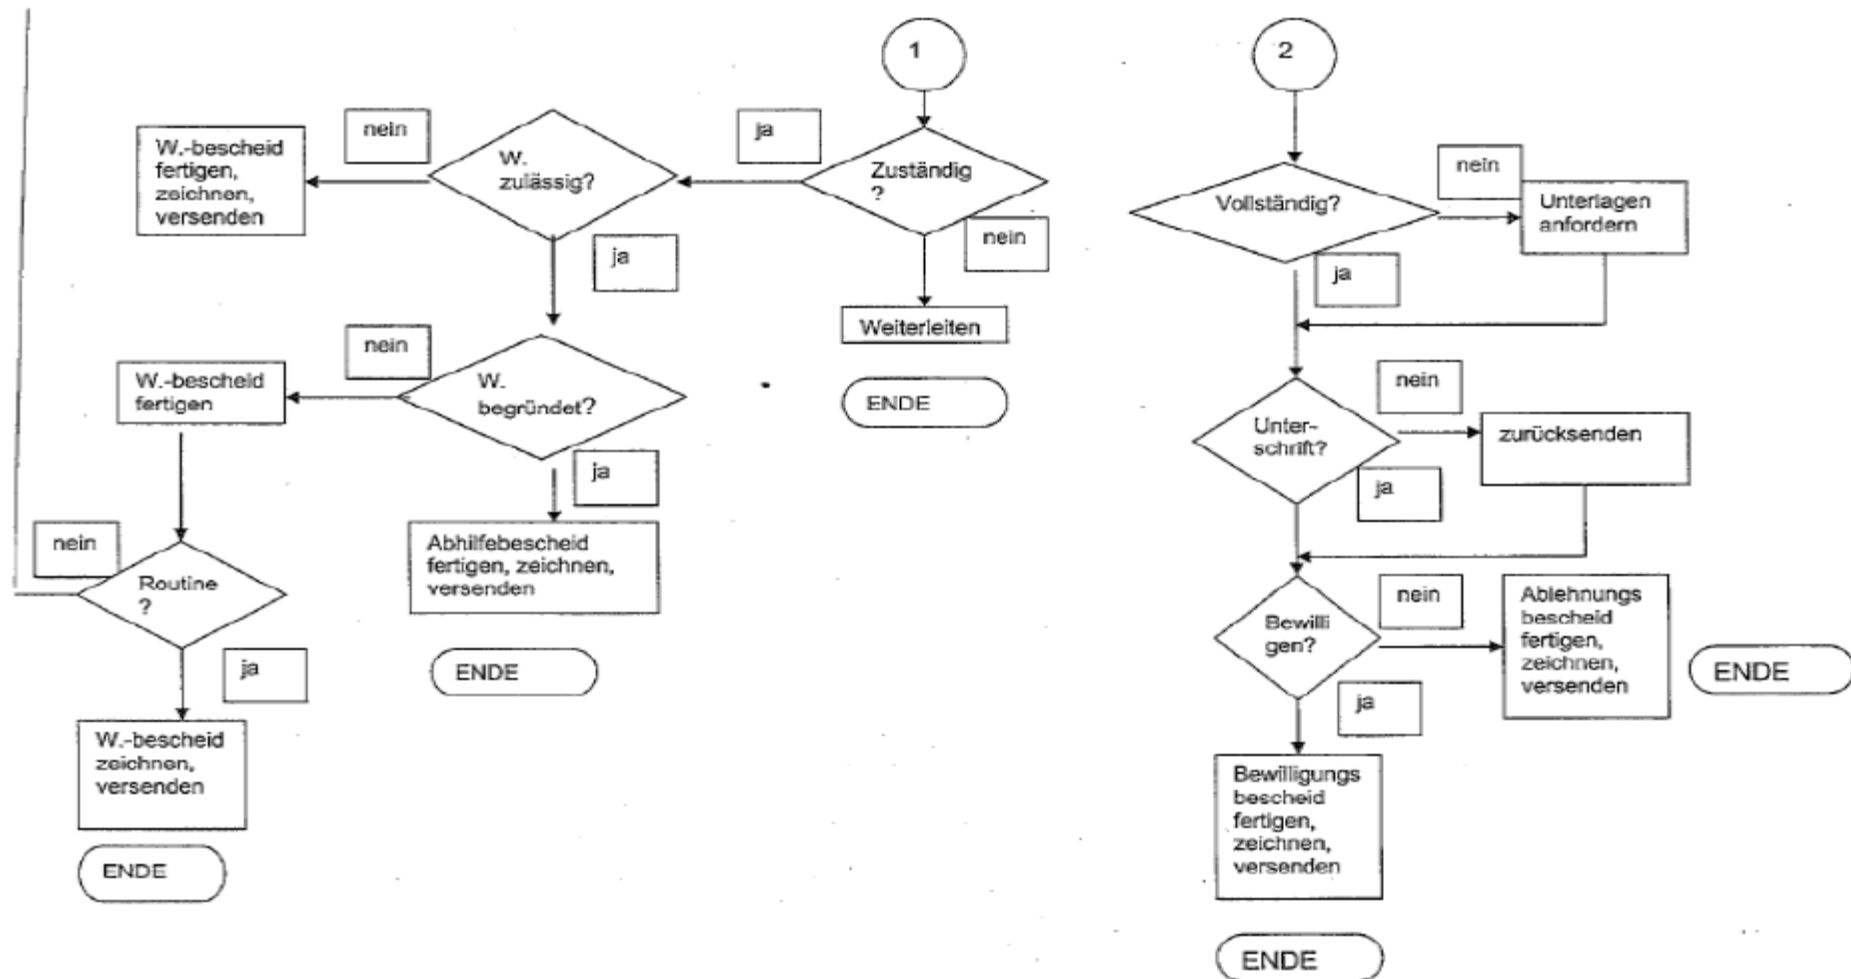 1
Zuständig
?
ja
nein
Weiterleiten
ENDE
W.
zulässig?
nein
W.-bescheid
fertigen,
zeichnen,
versenden
ja
W.
begründet?
nein
W.-bescheid
fertigen
ja
Abhilfebescheid
fertigen, zeichnen,
versenden
ENDE
Routine
?
nein
ja
W.-bescheid
zeichnen,
versenden
ENDE
2
Vollständig?
nein
Unterlagen
anfordern
ja
Unter-
schrift?
nein
zurücksenden
ja
Bewilli
gen?
nein
Ablehnungs
bescheid
fertigen,
zeichnen,
versenden
ENDE
ja
Bewilligungs
bescheid
fertigen,
zeichnen,
versenden
ENDE